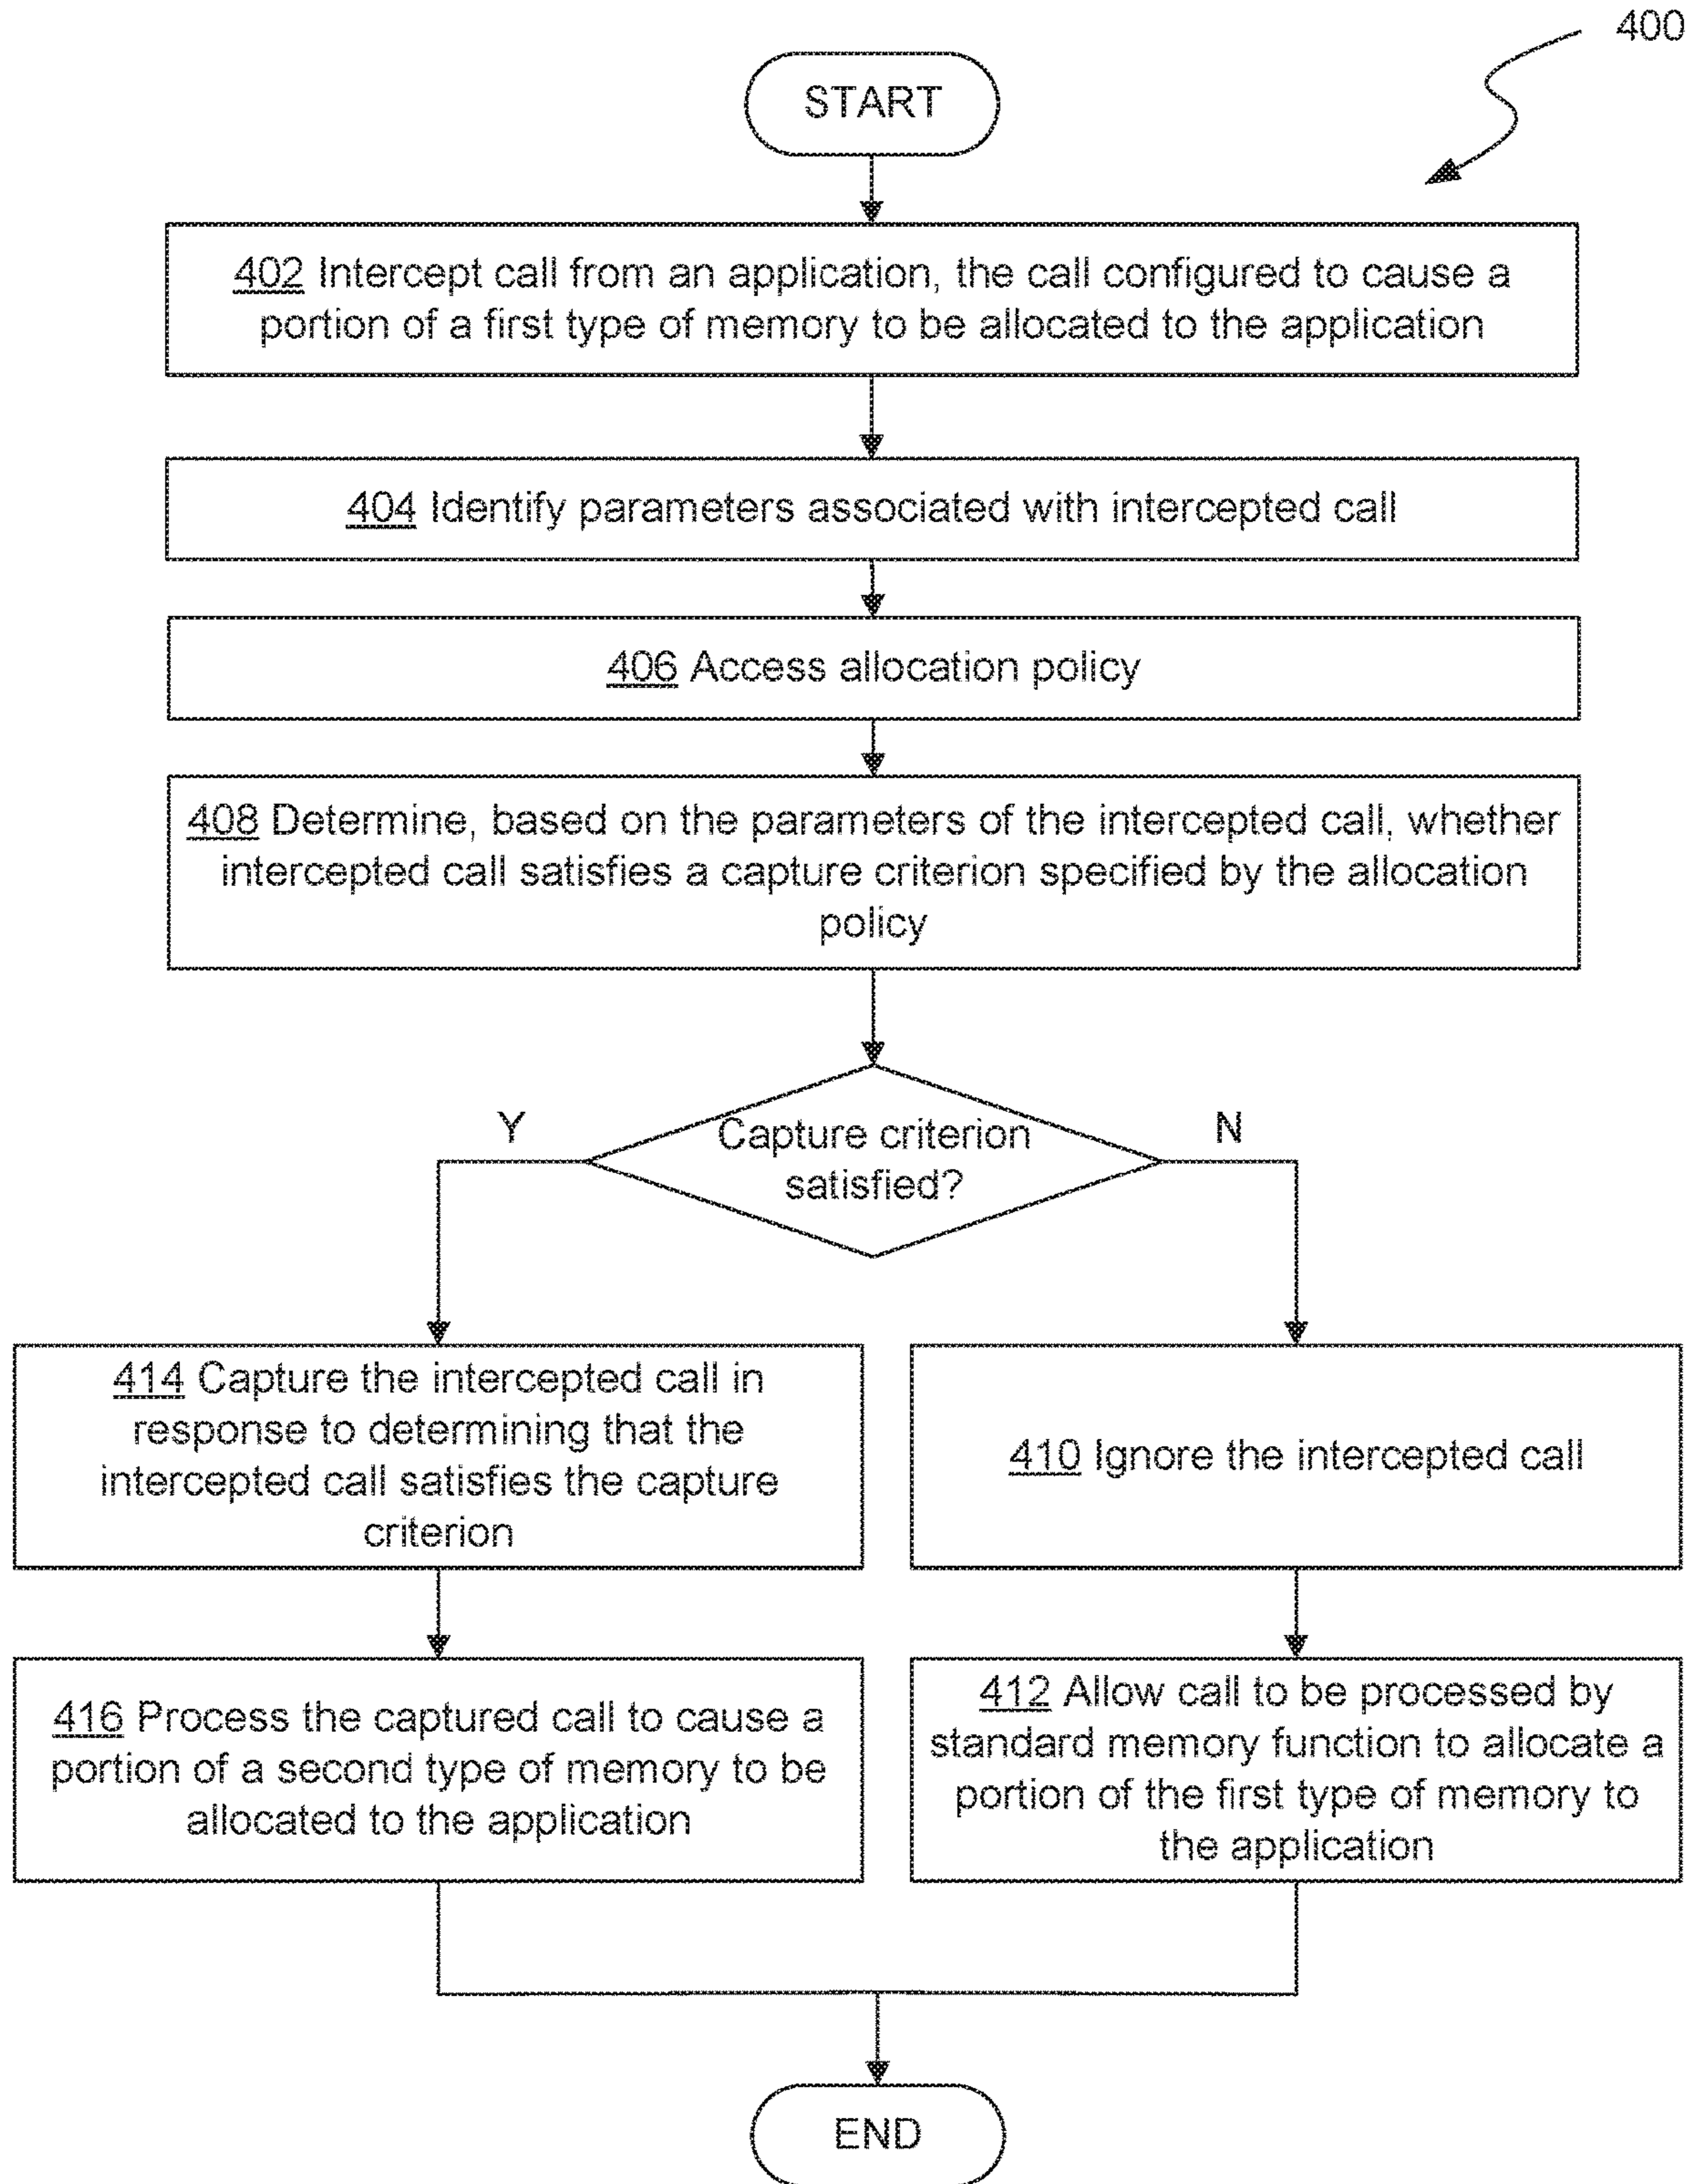 400
START
402 Intercept call from an application, the call configured to cause a
portion of a first type of memory to be allocated to the application
404 Identify parameters associated with intercepted call
406 Access allocation policy
408 Determine, based on the parameters of the intercepted call, whether
intercepted call satisfies a capture criterion specified by the allocation
policy
Y
Capture criterion
satisfied?
N
414 Capture the intercepted call in
response to determining that the
intercepted call satisfies the capture
criterion
410 Ignore the intercepted call
416 Process the captured call to cause a
portion of a second type of memory to be
allocated to the application
412 Allow call to be processed by
standard memory function to allocate a
portion of the first type of memory to
the application
END